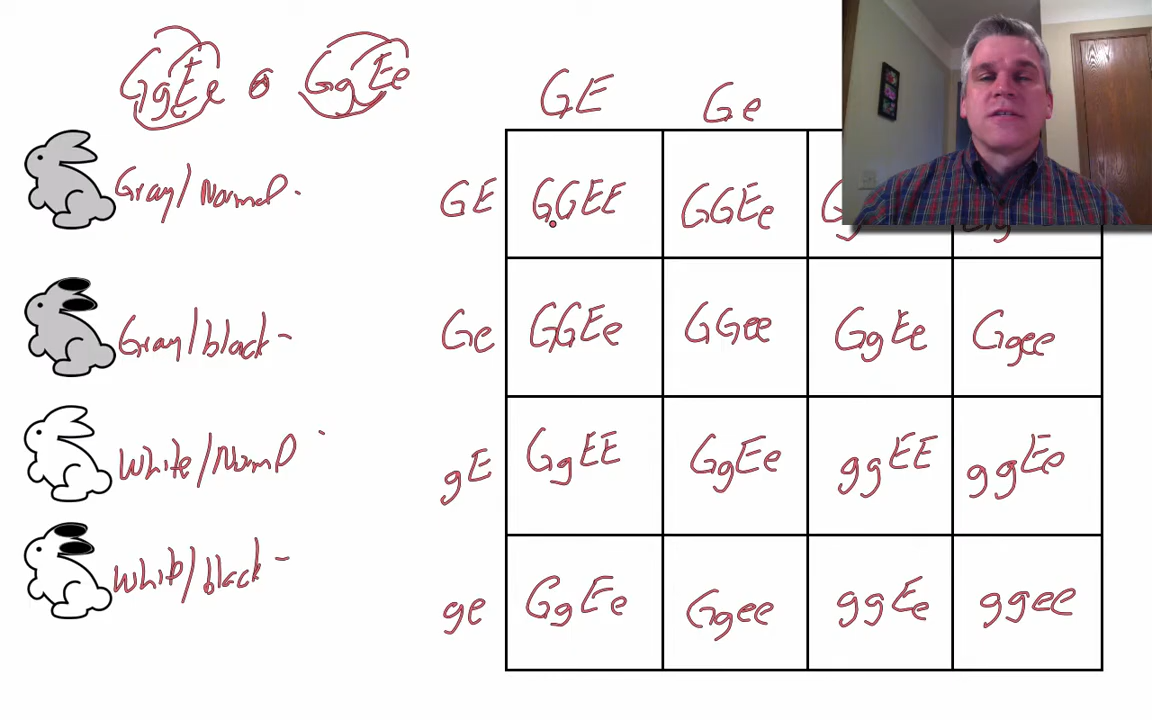 GgEe ⊗ GgEe
GE Ge
Gray/Normal -
GE GGEE GGEe
Gray/black -
Ge GGEe GGee GgEe Ggee
White/Normal -
gE GgEE GgEe ggEE ggEe
White/black -
ge GgEe Ggee ggEe ggee